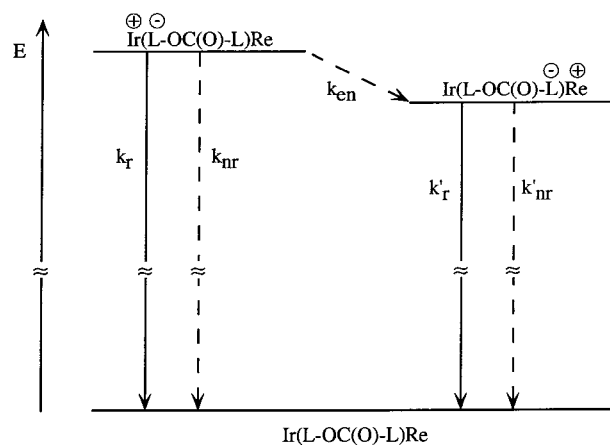 ⊕ ⊖
Ir(L-OC(O)-L)Re
E
⊖ ⊕
Ir(L-OC(O)-L)Re
k_en
k_r
k_nr
k'_r
k'_nr
≈ ≈ ≈ ≈ ≈
Ir(L-OC(O)-L)Re